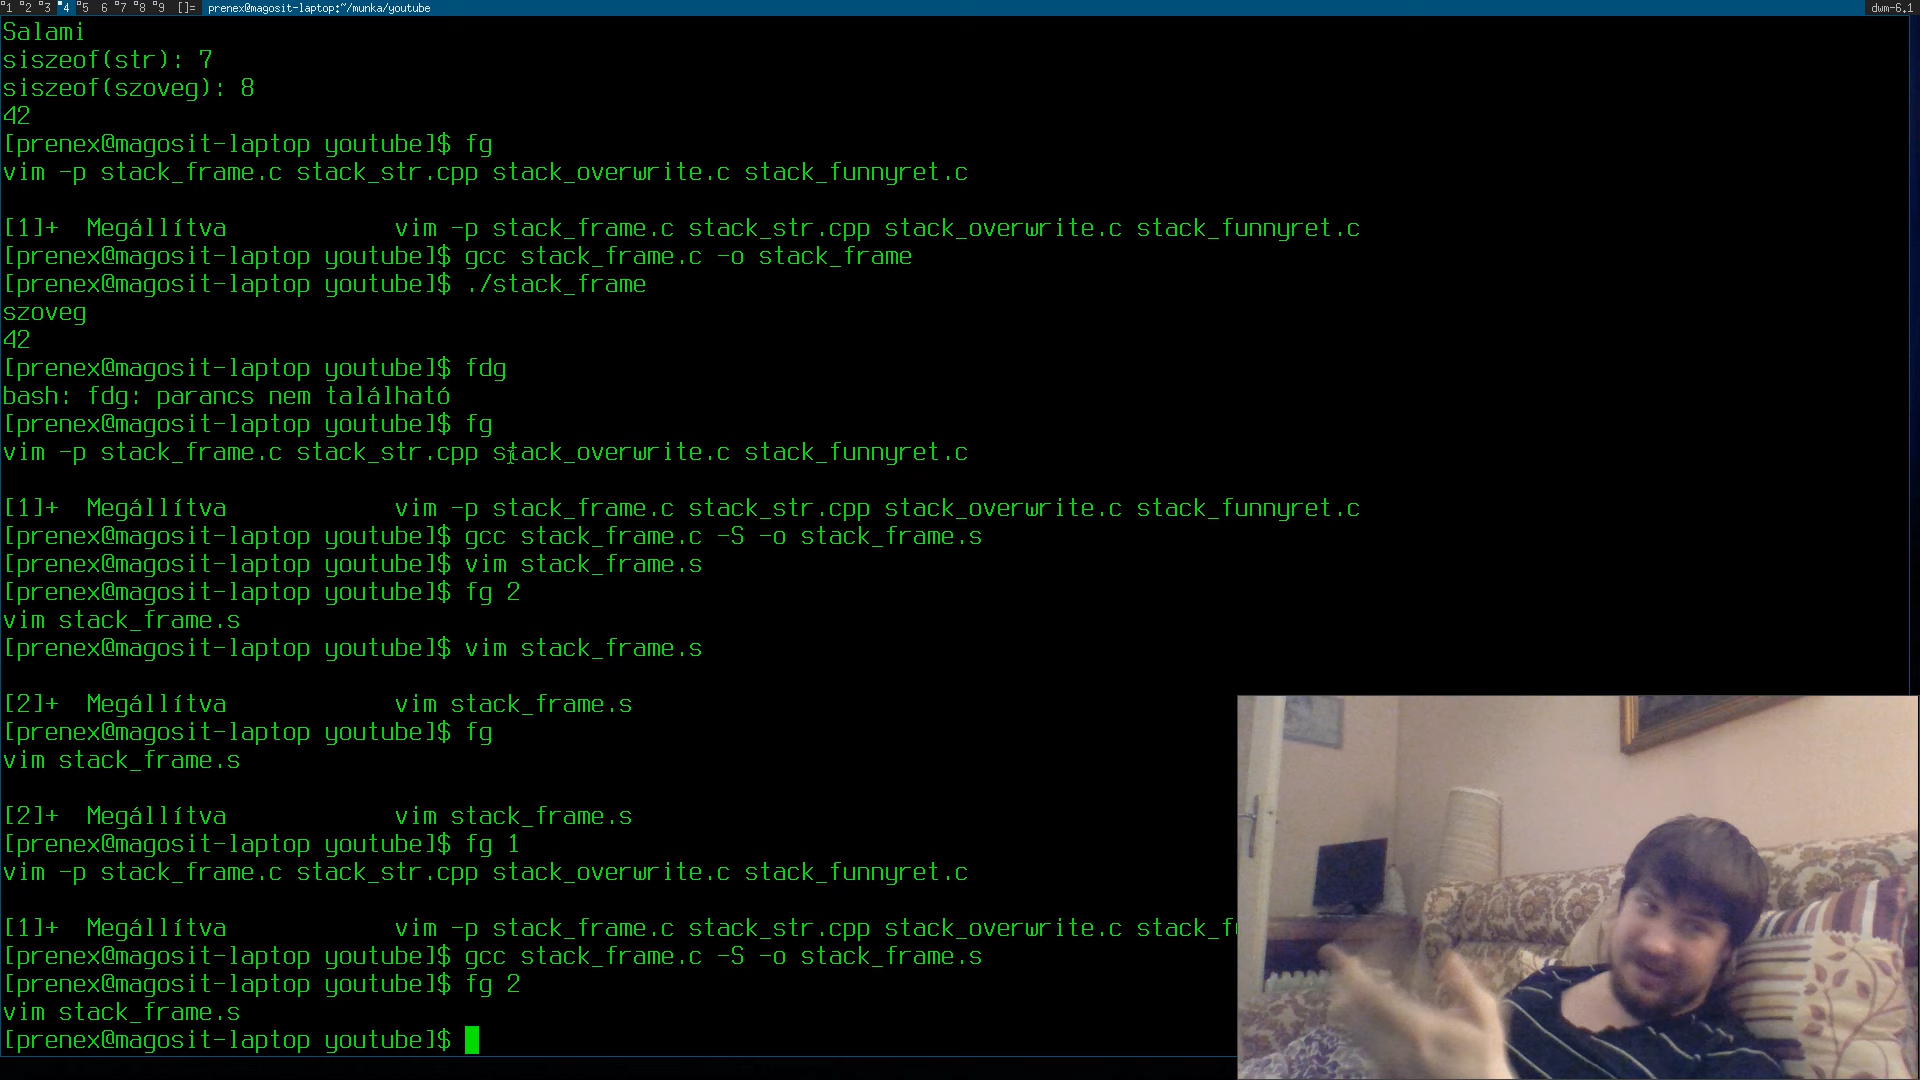 1 2 3 4 5 6 7 8 9 []= prenex@magosit-laptop:~/munka/youtube dwm-6.1
Salami
siszeof(str): 7
siszeof(szoveg): 8
42
[prenex@magosit-laptop youtube]$ fg
vim -p stack_frame.c stack_str.cpp stack_overwrite.c stack_funnyret.c
[1]+  Megállítva            vim -p stack_frame.c stack_str.cpp stack_overwrite.c stack_funnyret.c
[prenex@magosit-laptop youtube]$ gcc stack_frame.c -o stack_frame
[prenex@magosit-laptop youtube]$ ./stack_frame
szoveg
42
[prenex@magosit-laptop youtube]$ fdg
bash: fdg: parancs nem található
[prenex@magosit-laptop youtube]$ fg
vim -p stack_frame.c stack_str.cpp stack_overwrite.c stack_funnyret.c
[1]+  Megállítva            vim -p stack_frame.c stack_str.cpp stack_overwrite.c stack_funnyret.c
[prenex@magosit-laptop youtube]$ gcc stack_frame.c -S -o stack_frame.s
[prenex@magosit-laptop youtube]$ vim stack_frame.s
[prenex@magosit-laptop youtube]$ fg 2
vim stack_frame.s
[prenex@magosit-laptop youtube]$ vim stack_frame.s
[2]+  Megállítva            vim stack_frame.s
[prenex@magosit-laptop youtube]$ fg
vim stack_frame.s
[2]+  Megállítva            vim stack_frame.s
[prenex@magosit-laptop youtube]$ fg 1
vim -p stack_frame.c stack_str.cpp stack_overwrite.c stack_funnyret.c
[1]+  Megállítva            vim -p stack_frame.c stack_str.cpp stack_overwrite.c stack_f
[prenex@magosit-laptop youtube]$ gcc stack_frame.c -S -o stack_frame.s
[prenex@magosit-laptop youtube]$ fg 2
vim stack_frame.s
[prenex@magosit-laptop youtube]$